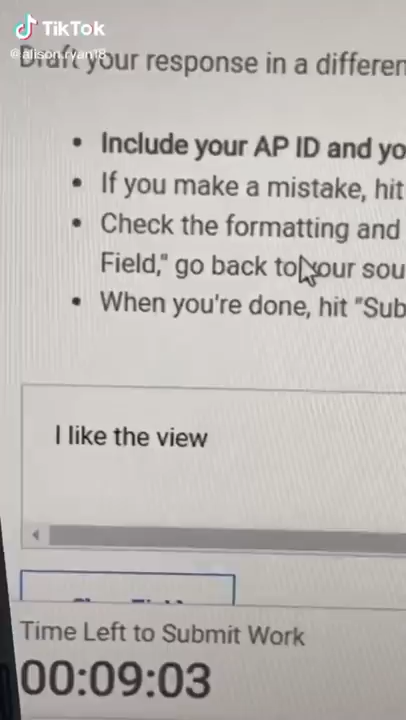 TikTok
@alison.ryan18
Draft your response in a differen
Include your AP ID and yo
If you make a mistake, hit
Check the formatting and
Field," go back to your sou
When you're done, hit "Sub
I like the view
Time Left to Submit Work
00:09:03